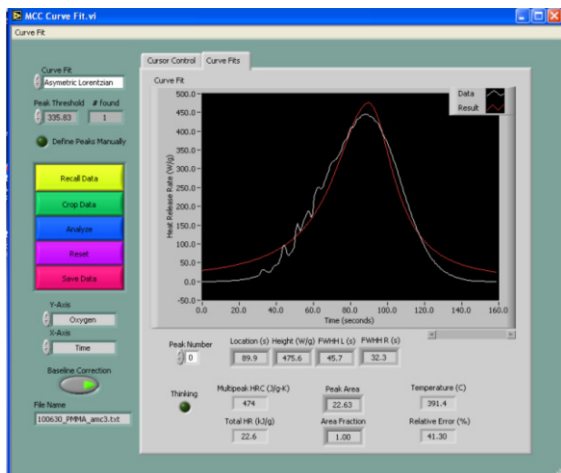 MCC Curve Fit.vi
Curve Fit
Cursor Control Curve Fits
Curve Fit
Asymetric Lorentzian
Peak Threshold # found
335.83 1
Define Peaks Manually
Recall Data
Crop Data
Analyze
Reset
Save Data
Y-Axis
Oxygen
X-Axis
Time
Baseline Correction
File Name
100630_PMMA_amc3.txt
Curve Fit
Data
Result
Heat Release Rate (W/g)
500.0
450.0
400.0
350.0
300.0
250.0
200.0
150.0
100.0
50.0
0.0
-50.0
0.0 20.0 40.0 60.0 80.0 100.0 120.0 140.0 160.0
Time (seconds)
Peak Number Location (s) Height (W/g) FWHH L (s) FWHH R (s)
0 89.9 475.6 45.7 32.3
Thinking
Multipeak HRC (J/g-K) Peak Area Temperature (C)
474 22.63 391.4
Total HR (kJ/g) Area Fraction Relative Error (%)
22.6 1.00 41.30